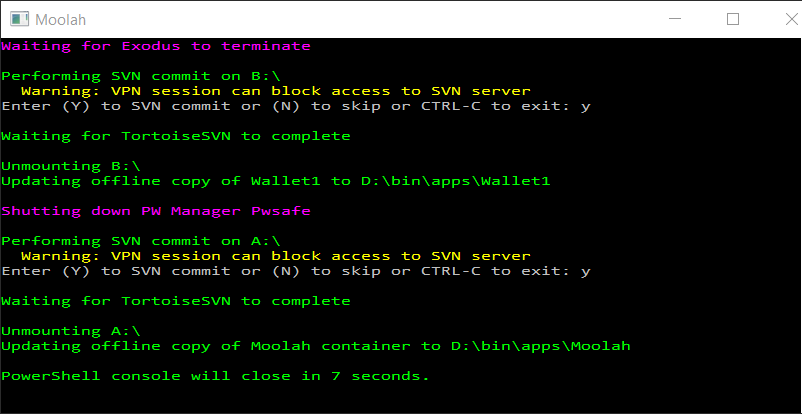 Moolah
Waiting for Exodus to terminate
Performing SVN commit on B:\
Warning: VPN session can block access to SVN server
Enter (Y) to SVN commit or (N) to skip or CTRL-C to exit: y
Waiting for TortoiseSVN to complete
Unmounting B:\
Updating offline copy of Wallet1 to D:\bin\apps\Wallet1
Shutting down PW Manager Pwsafe
Performing SVN commit on A:\
Warning: VPN session can block access to SVN server
Enter (Y) to SVN commit or (N) to skip or CTRL-C to exit: y
Waiting for TortoiseSVN to complete
Unmounting A:\
Updating offline copy of Moolah container to D:\bin\apps\Moolah
PowerShell console will close in 7 seconds.